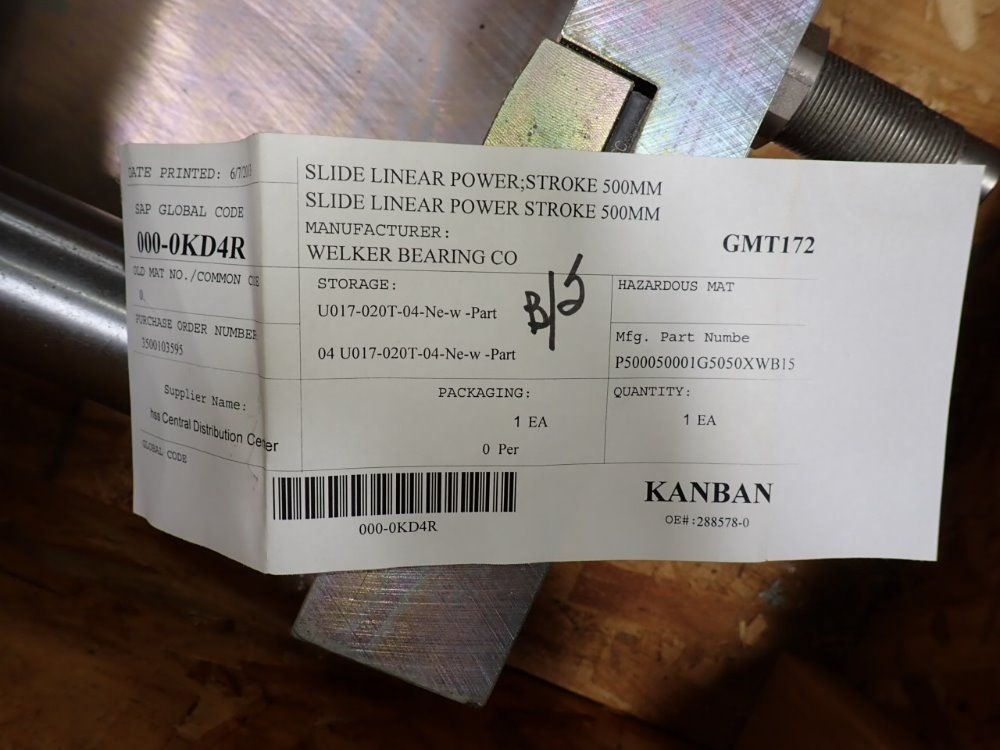 DATE PRINTED: 6/7/2013
SAP GLOBAL CODE
000-0KD4R
OLD MAT NO./COMMON
0,
PURCHASE ORDER NUMBER
3500103595
Supplier Name:
hss Central Distribution Center
GLOBAL CODE
SLIDE LINEAR POWER;STROKE 500MM
SLIDE LINEAR POWER STROKE 500MM
MANUFACTURER:
WELKER BEARING CO
GMT172
STORAGE:
U017-020T-04-Ne-w -Part
04 U017-020T-04-Ne-w -Part
HAZARDOUS MAT
Mfg. Part Numbe
P500050001G5050XWB15
PACKAGING:
1 EA
0 Per
QUANTITY:
1 EA
000-0KD4R
KANBAN
OE#:288578-0